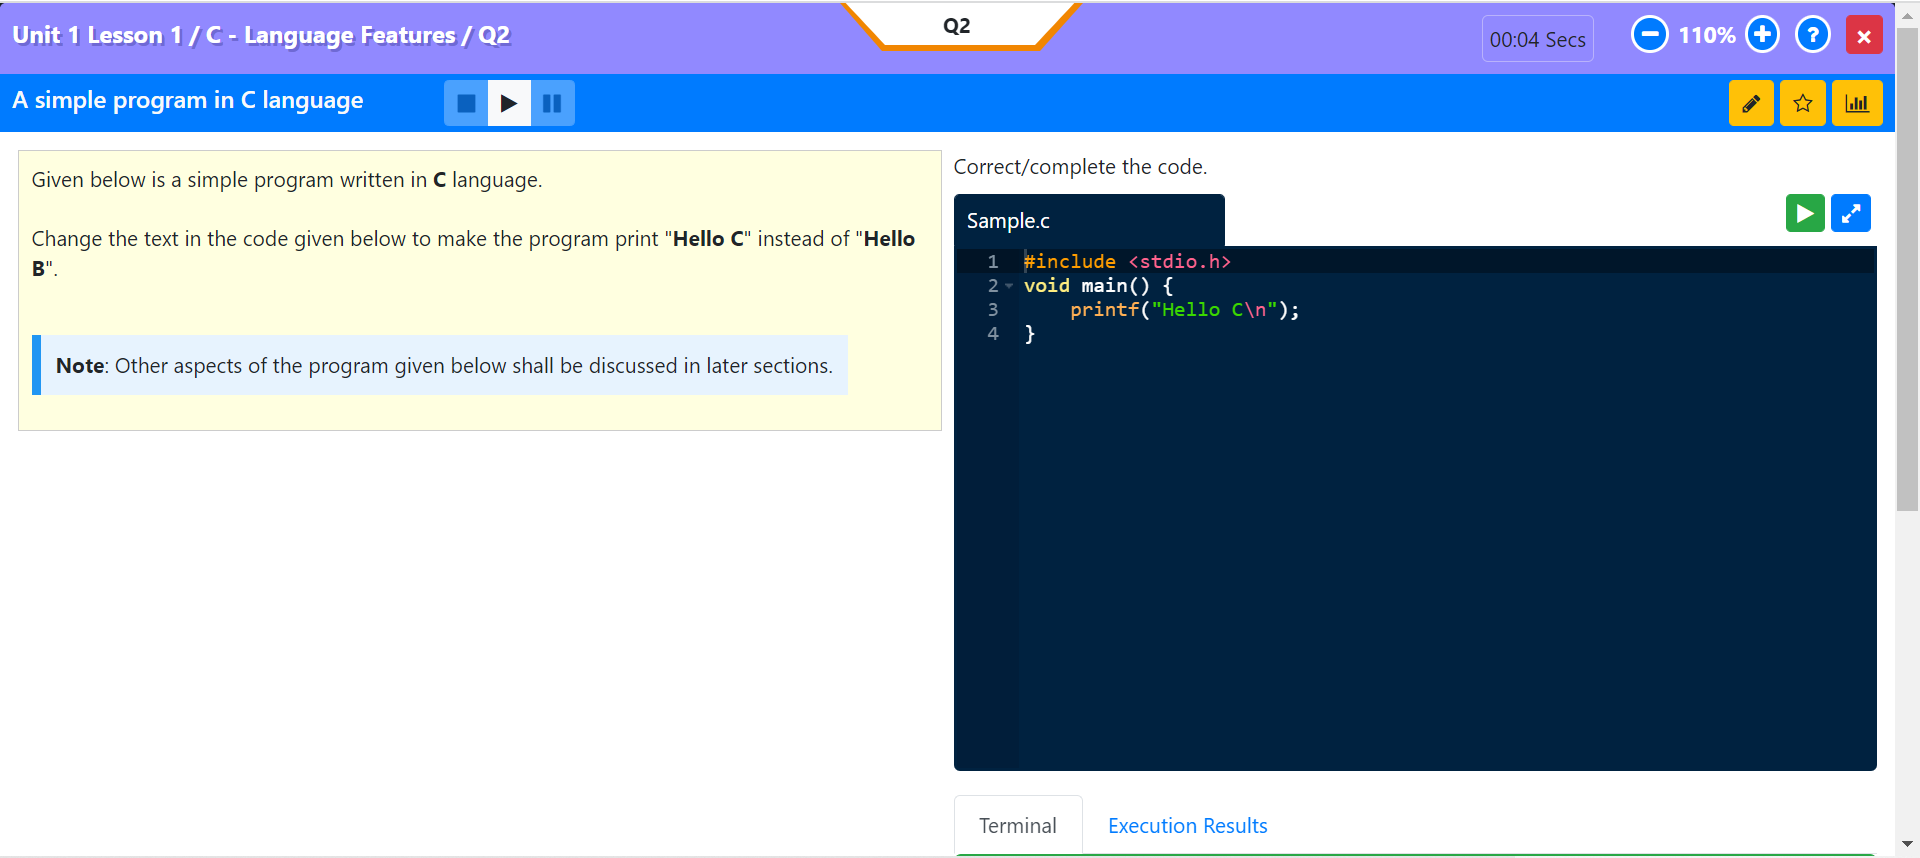 Unit 1 Lesson 1 / C - Language Features / Q2
Q2
00:04 Secs
110%
?
A simple program in C language
Given below is a simple program written in C language.
Change the text in the code given below to make the program print "Hello C" instead of "Hello
B".
Note: Other aspects of the program given below shall be discussed in later sections.
Correct/complete the code.
Sample.c
1 #include <stdio.h>
2 void main() {
3     printf("Hello C\n");
4 }
Terminal
Execution Results